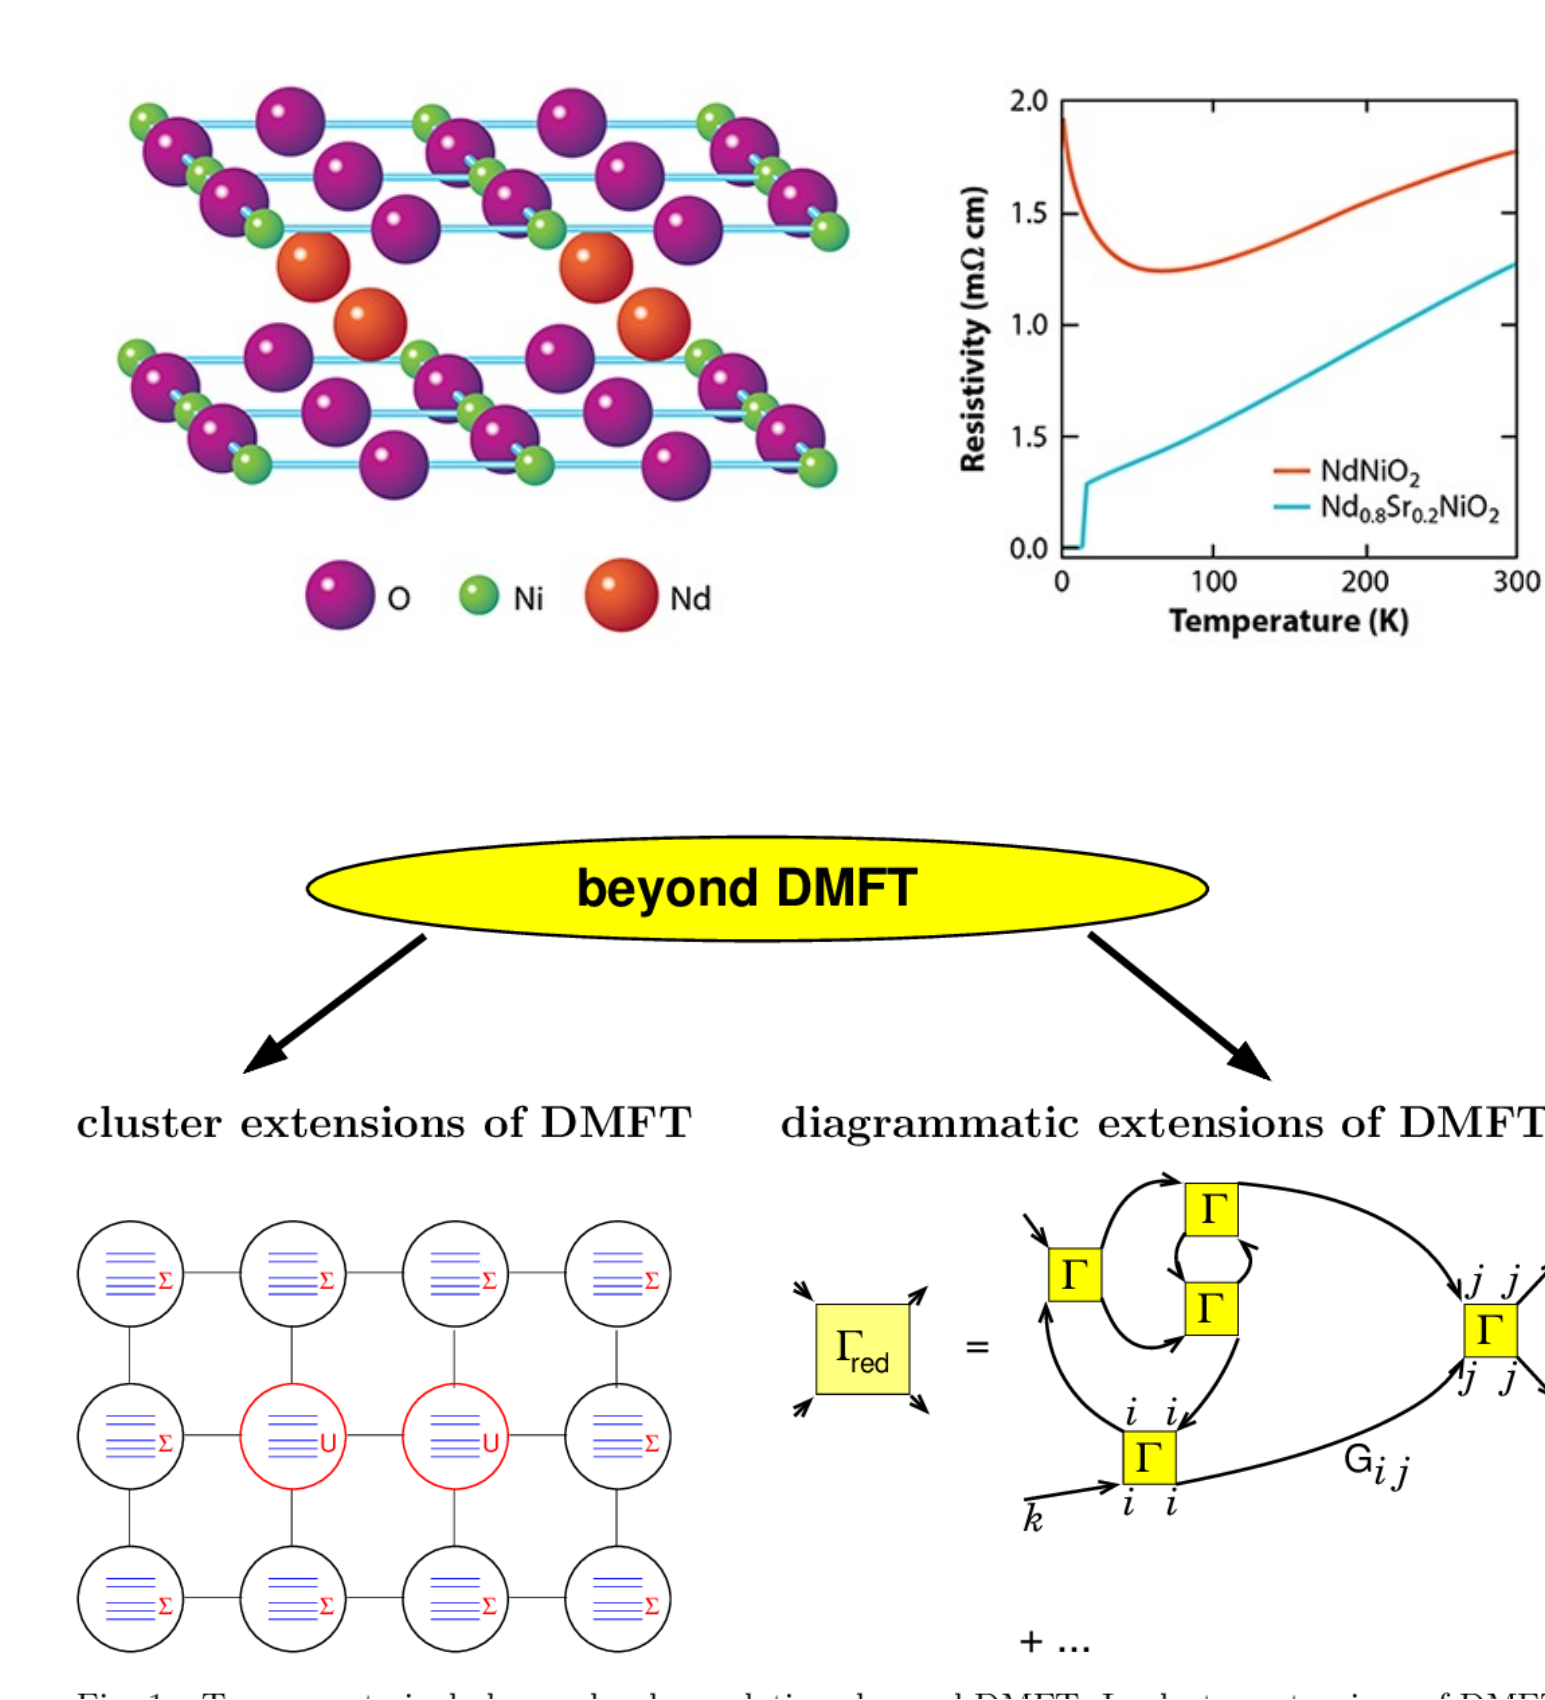 2.0
1.5
1.0
1.5
0.0
Resistivity (mΩ cm)
NdNiO₂
Nd₀.₈Sr₀.₂NiO₂
0 100 200 300
Temperature (K)
O Ni Nd
beyond DMFT
cluster extensions of DMFT
diagrammatic extensions of DMFT
Σ Σ Σ Σ
Σ U U Σ
Σ Σ Σ Σ
Γred =
Γ
Γ
Γ
j j
Γ
j j
i i
Γ
i i
k
Gij
+ ...